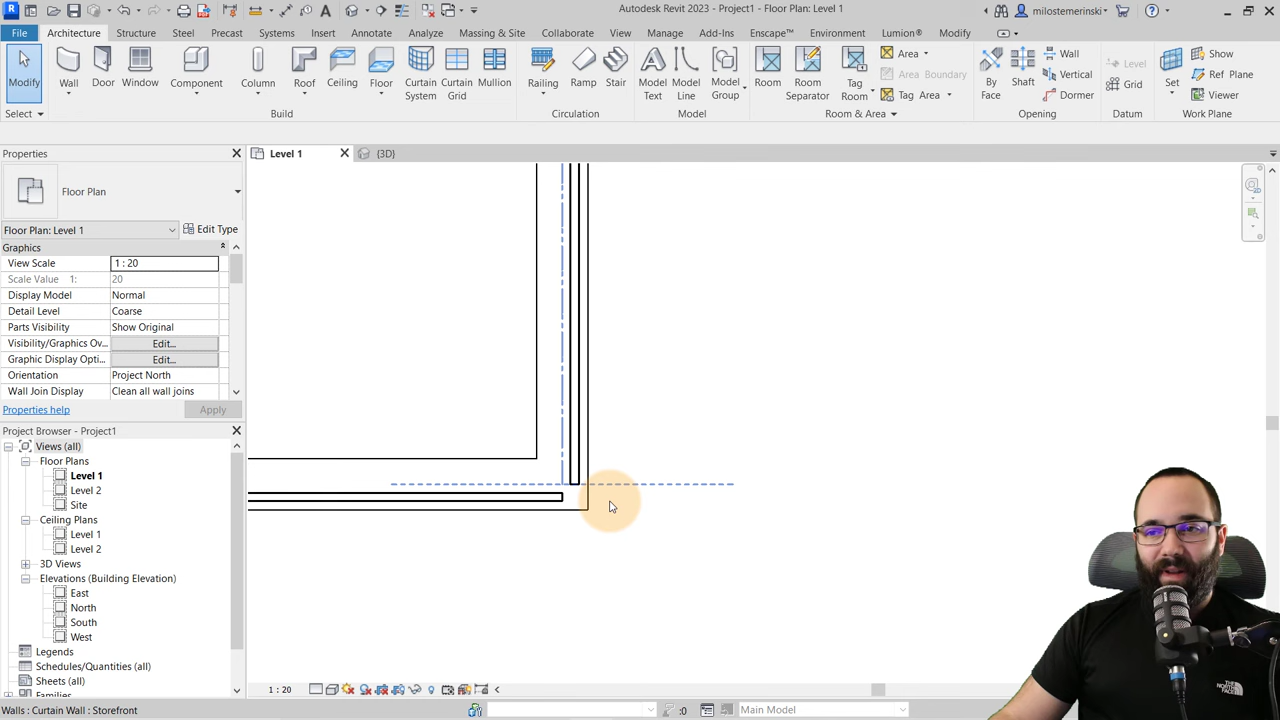 Autodesk Revit 2023 - Project1 - Floor Plan: Level 1
milostemerinski
File Architecture Structure Steel Precast Systems Insert Annotate Analyze Massing & Site Collaborate View Manage Add-Ins Enscape™ Environment Lumion® Modify
Modify Wall Door Window Component Column Roof Ceiling Floor Curtain System Curtain Grid Mullion Railing Ramp Stair Model Text Model Line Model Group Room Room Separator Tag Room Area Area Boundary Tag Area By Face Shaft Wall Vertical Dormer Level Grid Set Show Ref Plane Viewer
Select Build Circulation Model Room & Area Opening Datum Work Plane
Properties
Level 1 {3D}
Floor Plan
Floor Plan: Level 1 Edit Type
Graphics
View Scale 1 : 20
Scale Value 1: 20
Display Model Normal
Detail Level Coarse
Parts Visibility Show Original
Visibility/Graphics Ov... Edit...
Graphic Display Opti... Edit...
Orientation Project North
Wall Join Display Clean all wall joins
Properties help Apply
Project Browser - Project1
Views (all)
Floor Plans
Level 1
Level 2
Site
Ceiling Plans
Level 1
Level 2
3D Views
Elevations (Building Elevation)
East
North
South
West
Legends
Schedules/Quantities (all)
Sheets (all)
Families
1 : 20
Walls : Curtain Wall : Storefront
:0
Main Model
THE NORTH FACE